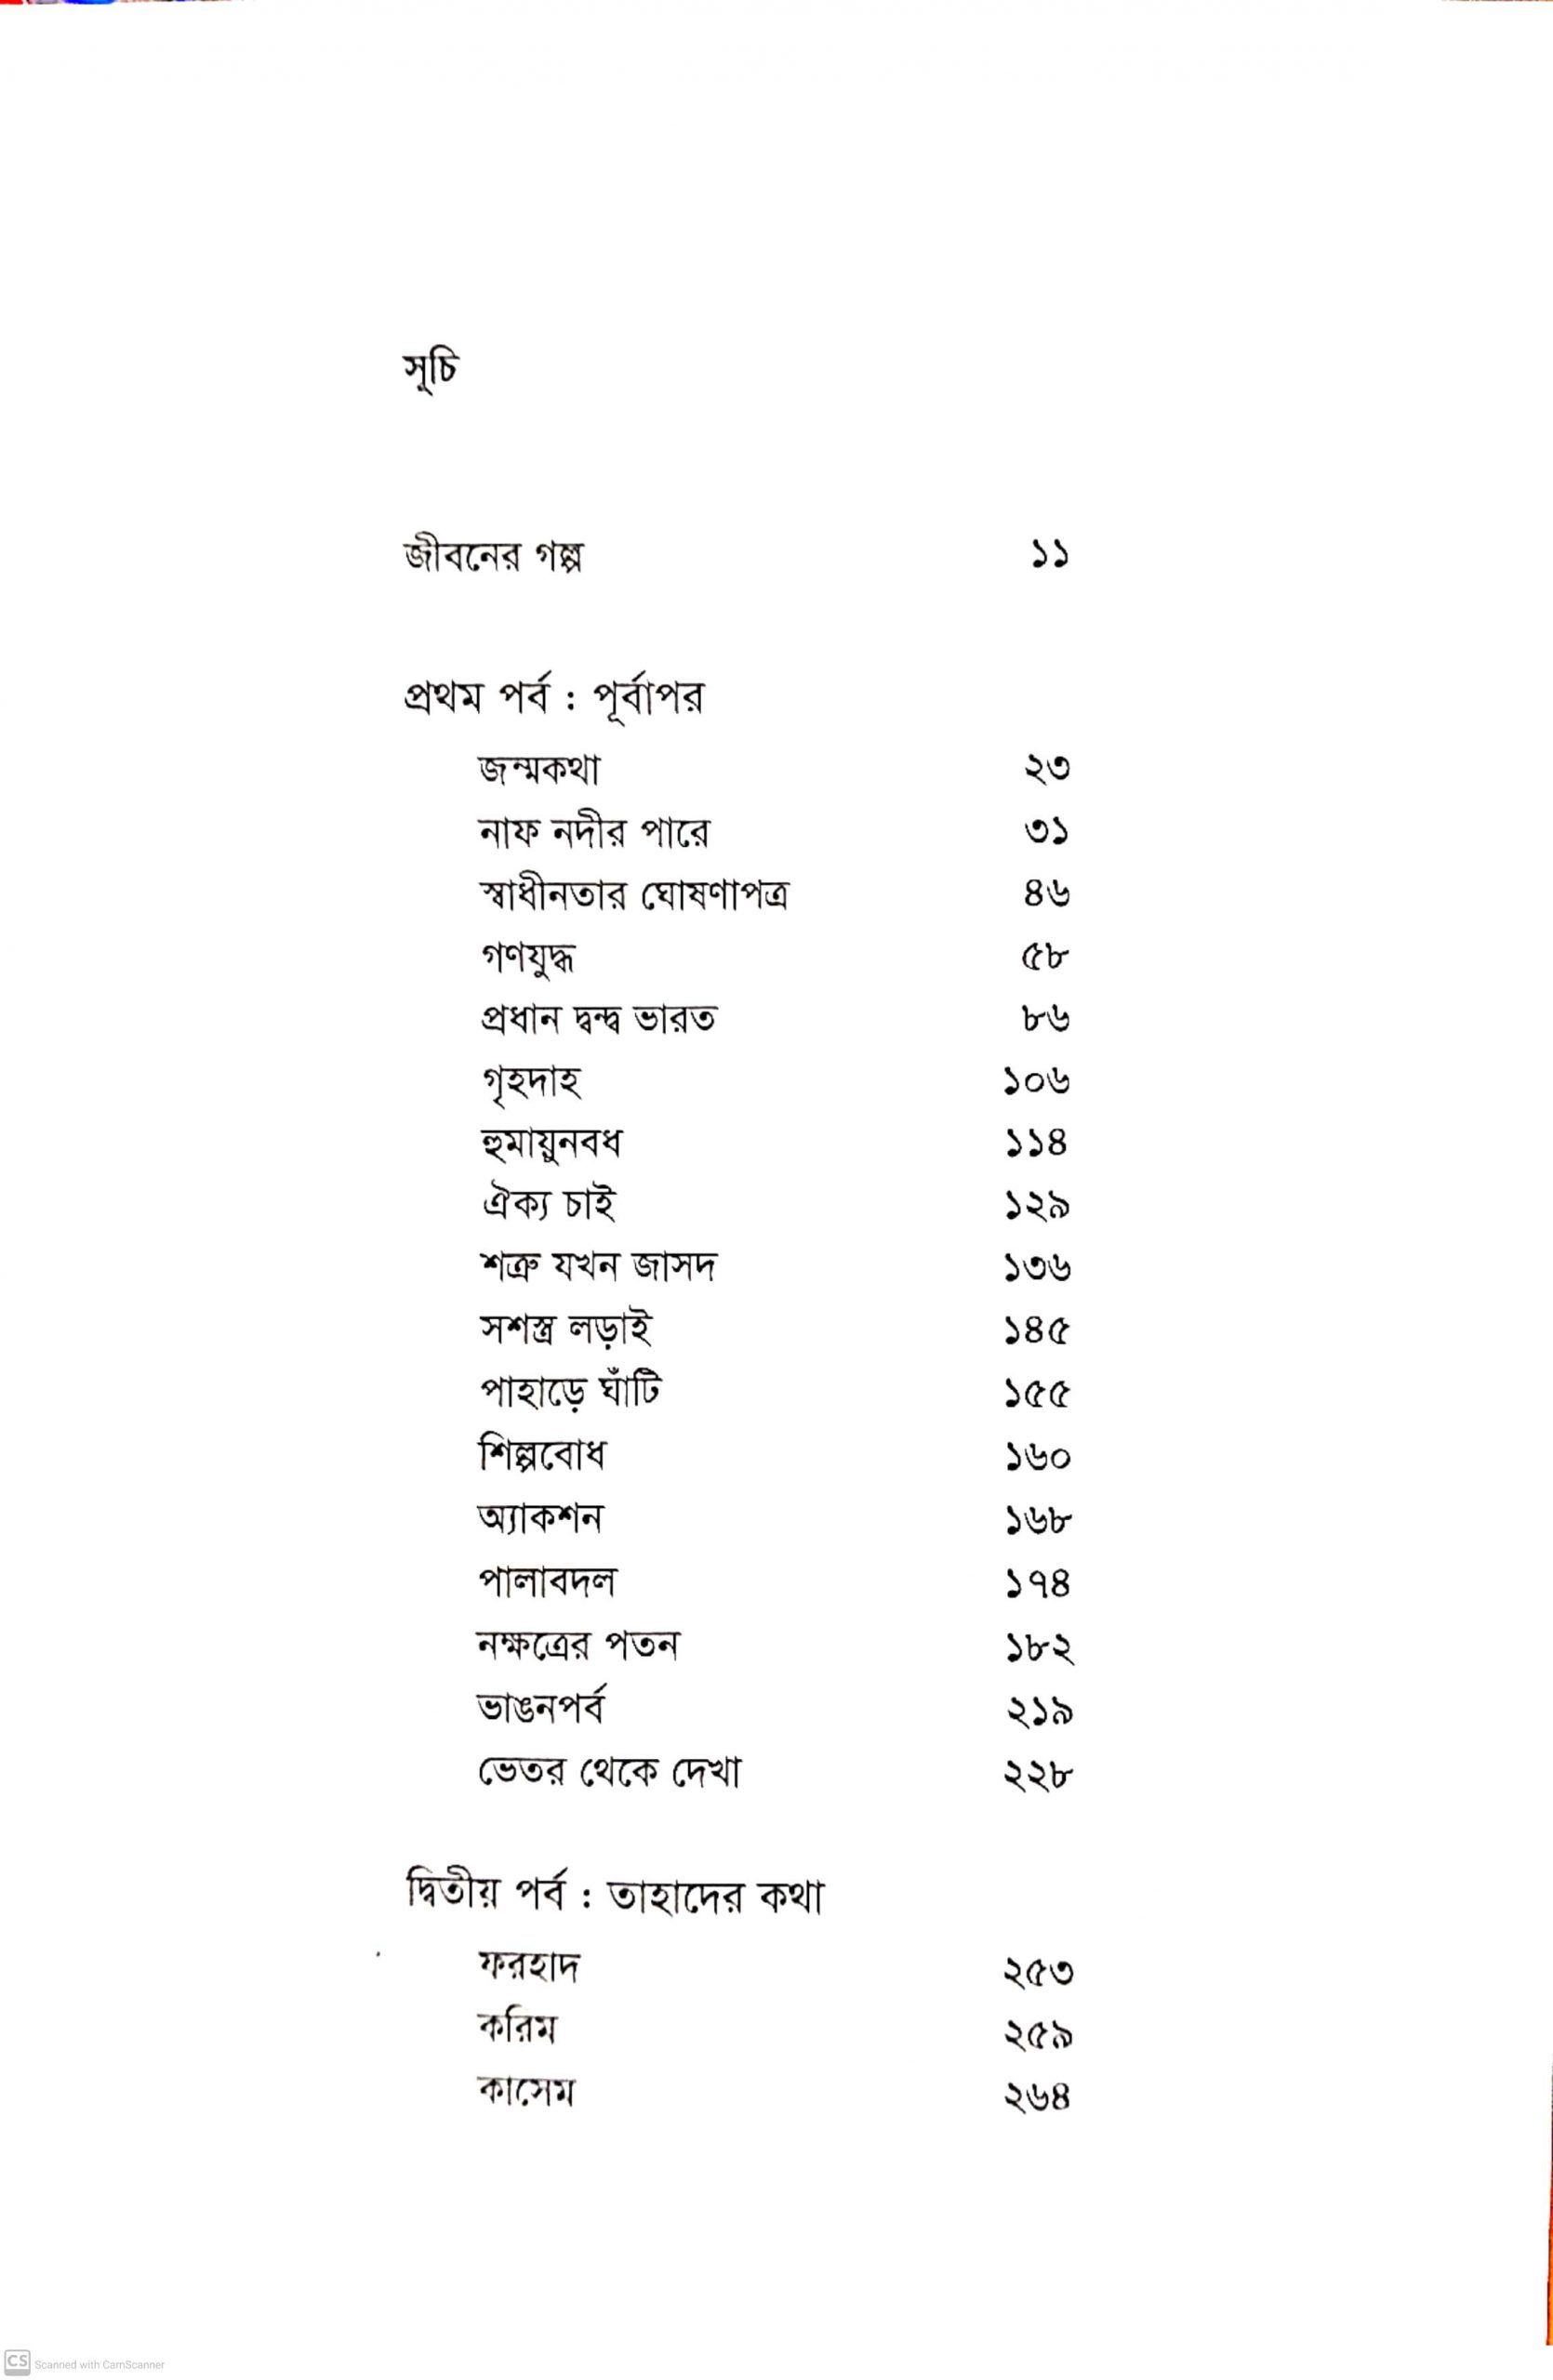 সূচি
জীবনের গল্প ১১
প্রথম পর্ব : পূর্বাপর
জন্মকথা ২৩
নাফ নদীর পারে ৩১
স্বাধীনতার ঘোষণাপত্র ৪৬
গণযুদ্ধ ৫৮
প্রধান দ্বন্দ্ব ভারত ৮৬
গৃহদাহ ১০৬
হুমায়ুনবধ ১১৪
ঐক্য চাই ১২৯
শত্রু যখন জাসদ ১৩৬
সশস্ত্র লড়াই ১৪৫
পাহাড়ে ঘাঁটি ১৫৫
শিল্পবোধ ১৬০
অ্যাকশন ১৬৮
পালাবদল ১৭৪
নক্ষত্রের পতন ১৮২
ভাঙনপর্ব ২১৯
ভেতর থেকে দেখা ২২৮
দ্বিতীয় পর্ব : তাহাদের কথা
ফরহাদ ২৫৩
করিম ২৫৯
কাসেম ২৬৪
CS Scanned with CamScanner